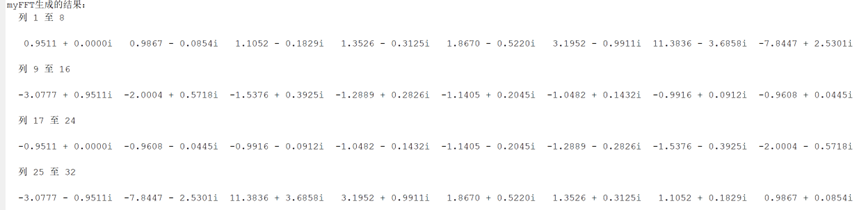 myFFT生成的结果:
列 1 至 8
0.9511 + 0.0000i 0.9867 - 0.0854i 1.1052 - 0.1829i 1.3526 - 0.3125i 1.8670 - 0.5220i 3.1952 - 0.9911i 11.3836 - 3.6858i -7.8447 + 2.5301i
列 9 至 16
-3.0777 + 0.9511i -2.0004 + 0.5718i -1.5376 + 0.3925i -1.2889 + 0.2826i -1.1405 + 0.2045i -1.0482 + 0.1432i -0.9916 + 0.0912i -0.9608 + 0.0445i
列 17 至 24
-0.9511 + 0.0000i -0.9608 - 0.0445i -0.9916 - 0.0912i -1.0482 - 0.1432i -1.1405 - 0.2045i -1.2889 - 0.2826i -1.5376 - 0.3925i -2.0004 - 0.5718i
列 25 至 32
-3.0777 - 0.9511i -7.8447 - 2.5301i 11.3836 + 3.6858i 3.1952 + 0.9911i 1.8670 + 0.5220i 1.3526 + 0.3125i 1.1052 + 0.1829i 0.9867 + 0.0854i